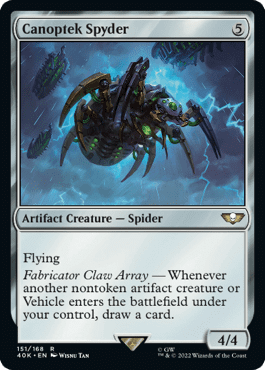 Canoptek Spyder 5
Artifact Creature — Spider
Flying
Fabricator Claw Array — Whenever
another nontoken artifact creature or
Vehicle enters the battlefield under
your control, draw a card.
4/4
151/168 R
40K • EN WISNU TAN
© GW
™ & © 2022 Wizards of the Coast